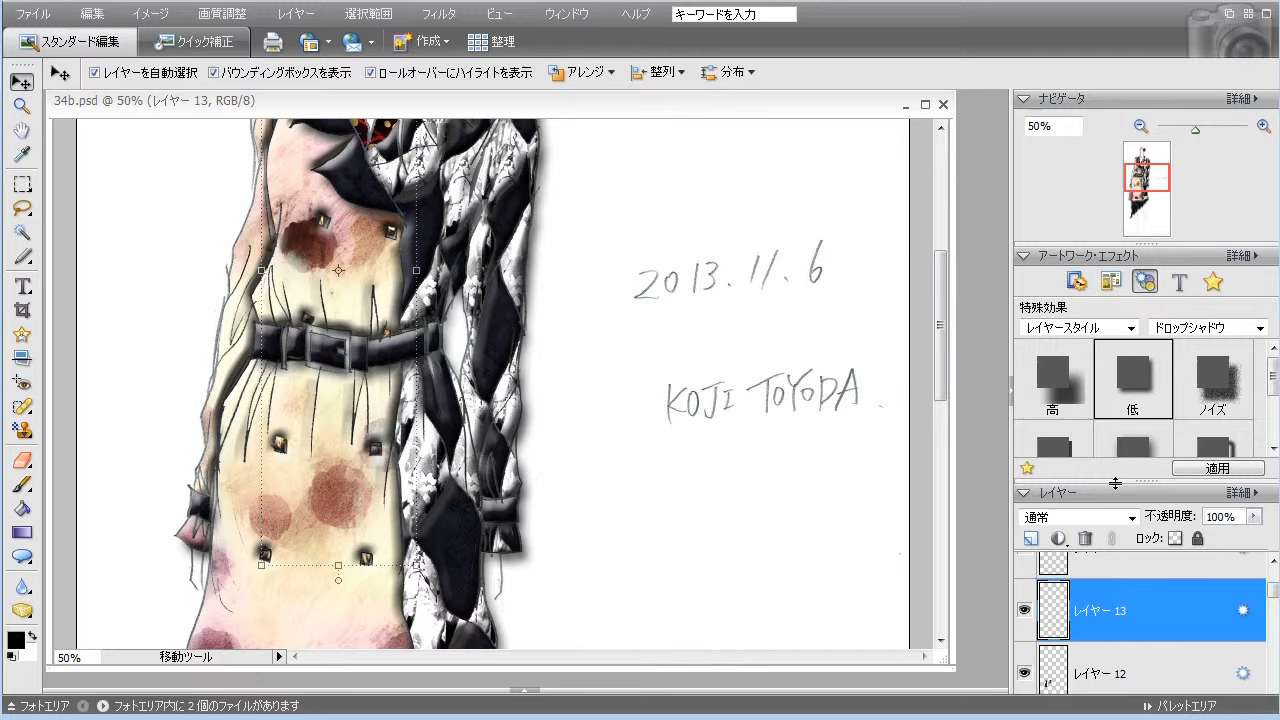 ファイル 編集 イメージ 画質調整 レイヤー 選択範囲 フィルタ ビュー ウィンドウ ヘルプ キーワードを入力
スタンダード編集 クイック補正 作成 整理
レイヤーを自動選択 バウンディングボックスを表示 ロールオーバーにハイライトを表示 アレンジ 整列 分布
34b.psd @ 50% (レイヤー 13, RGB/8)
ナビゲータ 詳細
50%
2013.11.6
KOJI TOYODA.
アートワーク・エフェクト 詳細
特殊効果
レイヤースタイル ドロップシャドウ
高 低 ノイズ
適用
レイヤー 詳細
通常 不透明度: 100%
ロック:
レイヤー 13
レイヤー 12
50% 移動ツール
フォトエリア フォトエリア内に 2 個のファイルがあります パレットエリア